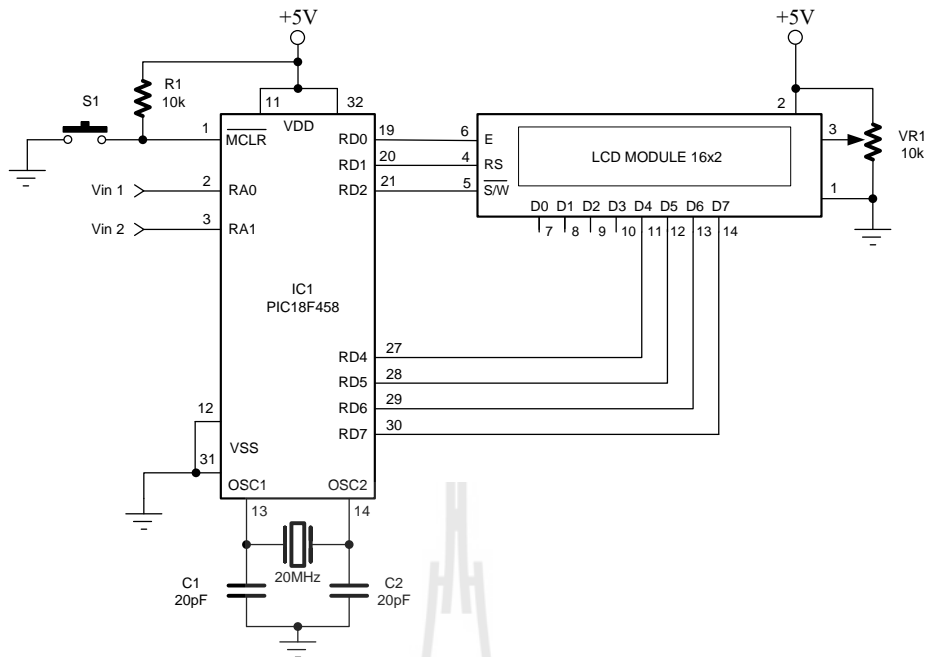 +5V
+5V
R1
10k
S1
11
32
VDD
1
MCLR
RD0
19
6
E
2
RD1
20
4
RS
LCD MODULE 16x2
3
VR1
10k
Vin 1
2
RA0
RD2
21
5
S/W
1
D0
D1
D2
D3
D4
D5
D6
D7
7
8
9
10
11
12
13
14
Vin 2
3
RA1
IC1
PIC18F458
RD4
27
RD5
28
RD6
29
RD7
30
12
VSS
31
OSC1
OSC2
13
14
20MHz
C1
20pF
C2
20pF